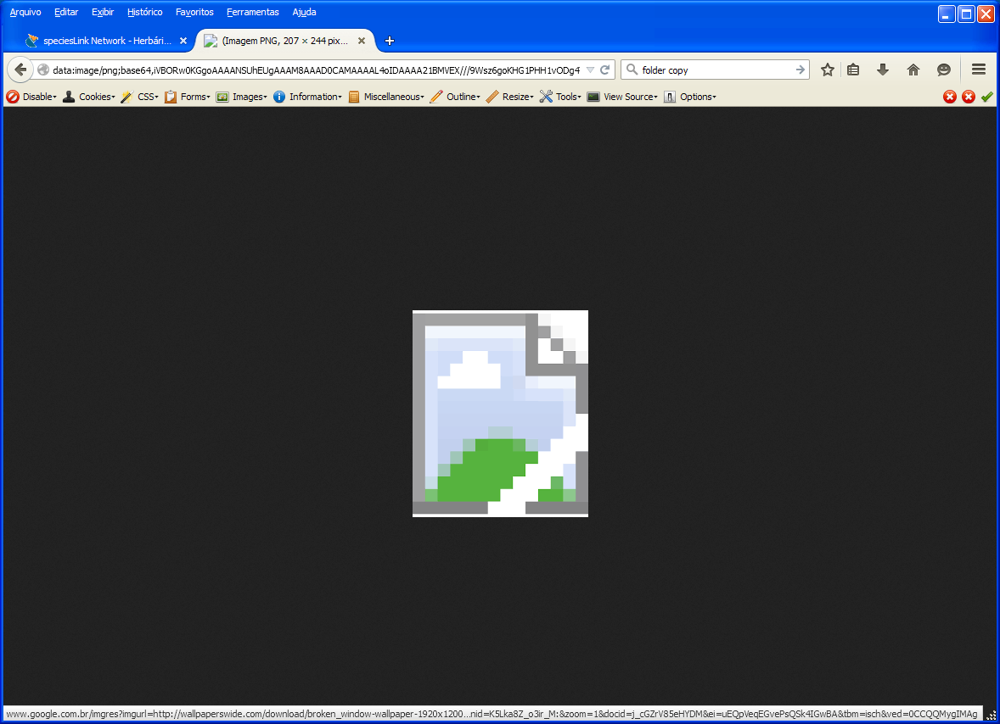 Arquivo Editar Exibir Histórico Favoritos Ferramentas Ajuda
speciesLink Network - Herbári... (Imagem PNG, 207 × 244 pix...
data:image/png;base64,iVBORw0KGgoAAAANSUhEUgAAAM8AAAD0CAMAAAAL4oIDAAAA21BMVEX///9Wsz6goKHG1PHH1vODg4 folder copy
Disable Cookies CSS Forms Images Information Miscellaneous Outline Resize Tools View Source Options
www.google.com.br/imgres?imgurl=http://wallpaperswide.com/download/broken_window-wallpaper-1920x1200...nid=K5Lka8Z_o3ir_M:&zoom=1&docid=j_cGZrV85eHYDM&ei=uEQpVeqEGvePsQSk4IGwBA&tbm=isch&ved=0CCQQMygIMAg